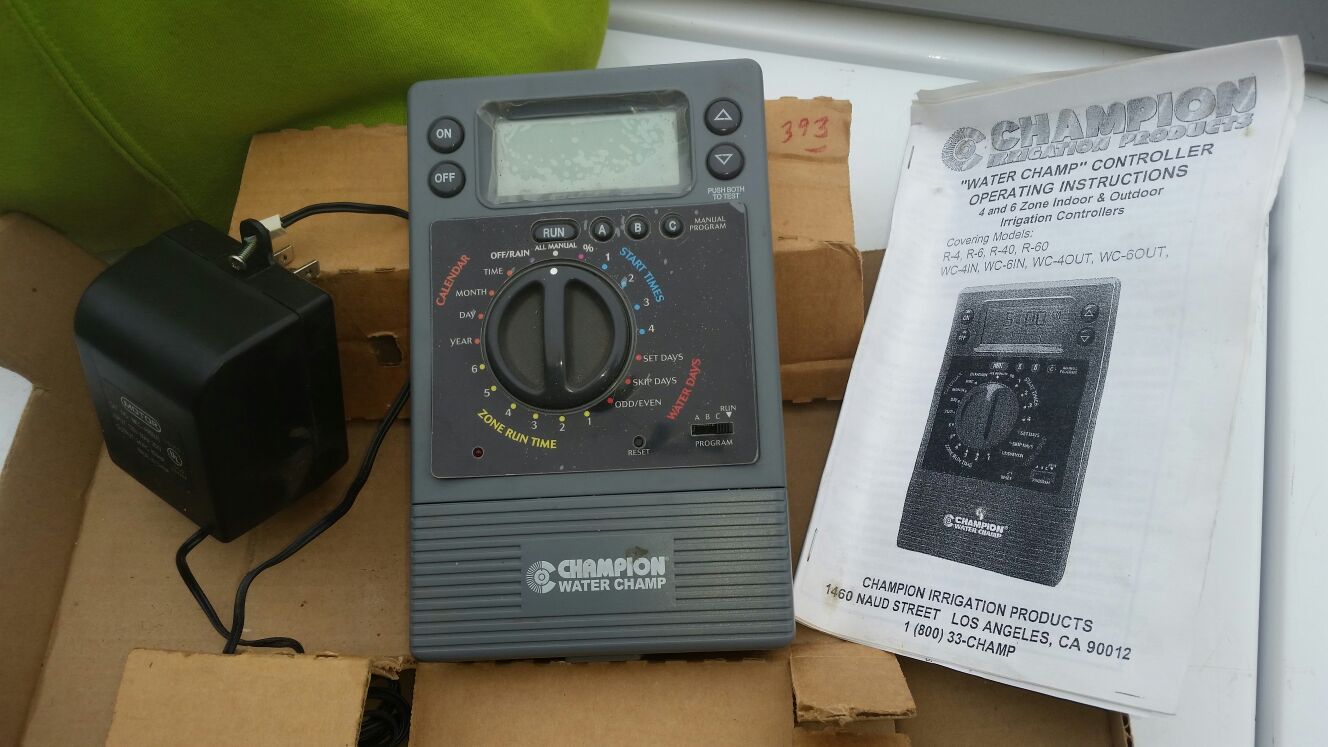 393
ON
OFF
PUSH BOTH
TO TEST
RUN
A
B
C
MANUAL
PROGRAM
OFF/RAIN
ALL MANUAL
%
START TIMES
1
2
3
4
CALENDAR
TIME
MONTH
DAY
YEAR
SET DAYS
SKIP DAYS
ODD/EVEN
WATER DAYS
6
5
4
3
2
1
ZONE RUN TIME
RESET
RUN
A B C
PROGRAM
CHAMPION
WATER CHAMP
MOTOR
CHAMPION
IRRIGATION PRODUCTS
"WATER CHAMP" CONTROLLER
OPERATING INSTRUCTIONS
4 and 6 Zone Indoor & Outdoor
Irrigation Controllers
Covering Models:
R-4, R-6, R-40, R-60
WC-4IN, WC-6IN, WC-4OUT, WC-6OUT,
CHAMPION
WATER CHAMP
CHAMPION IRRIGATION PRODUCTS
1460 NAUD STREET LOS ANGELES, CA 90012
1 (800) 33-CHAMP